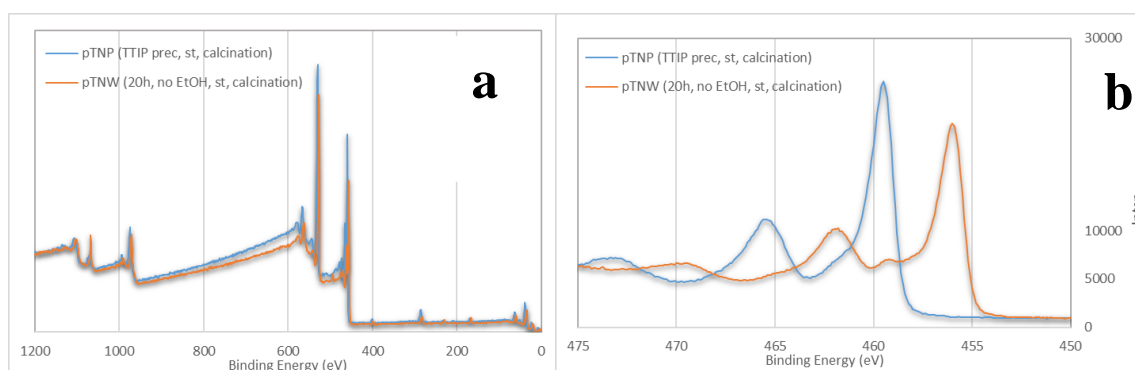 pTNP (TTIP prec, st, calcination)
pTNW (20h, no EtOH, st, calcination)
a
1200 1000 800 600 400 200 0
Binding Energy (eV)
pTNP (TTIP prec, st, calcination)
pTNW (20h, no EtOH, st, calcination)
b
30000
10000
5000
0
475 470 465 460 455 450
Binding Energy (eV)